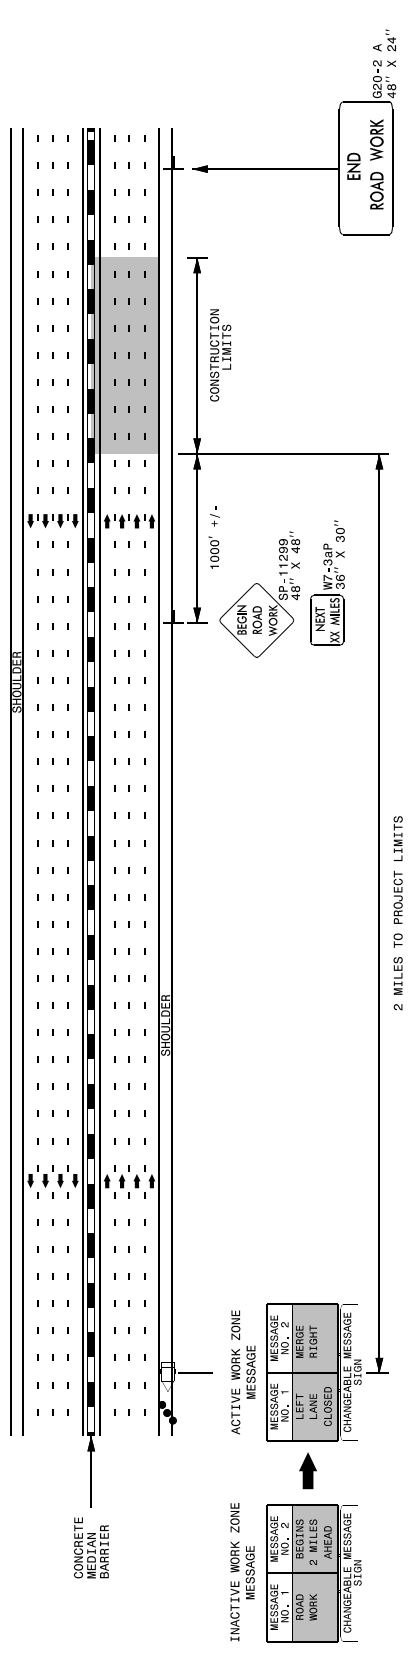 G20-2 A
48" X 24"
END
ROAD WORK
CONSTRUCTION
LIMITS
1000' +/-
SP-11299
48" X 48"
BEGIN
ROAD
WORK
W7-3aP
36" X 30"
NEXT
XX MILES
SHOULDER
SHOULDER
2 MILES TO PROJECT LIMITS
ACTIVE WORK ZONE
MESSAGE
MESSAGE
NO. 1
MESSAGE
NO. 2
LEFT
LANE
CLOSED
MERGE
RIGHT
CHANGEABLE MESSAGE
SIGN
CONCRETE
MEDIAN
BARRIER
INACTIVE WORK ZONE
MESSAGE
MESSAGE
NO. 1
MESSAGE
NO. 2
ROAD
WORK
BEGINS
2 MILES
AHEAD
CHANGEABLE MESSAGE
SIGN